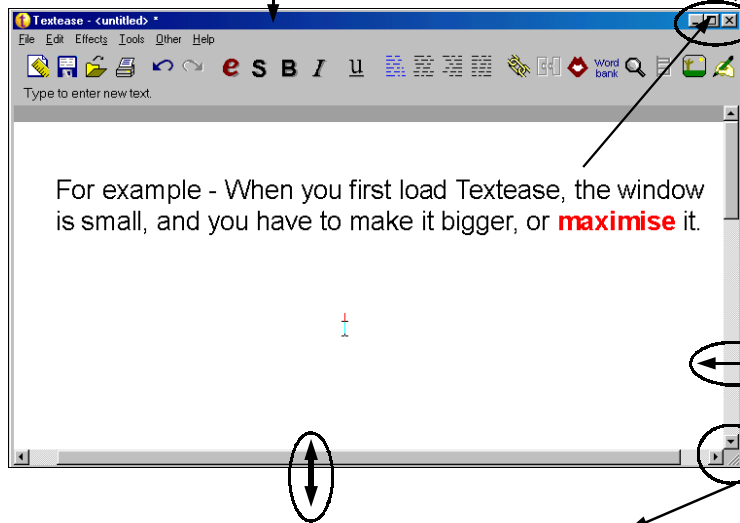 Textease - <untitled> *
File Edit Effects Tools Other Help
e S B I u Word bank
Type to enter new text.
For example - When you first load Textease, the window
is small, and you have to make it bigger, or maximise it.